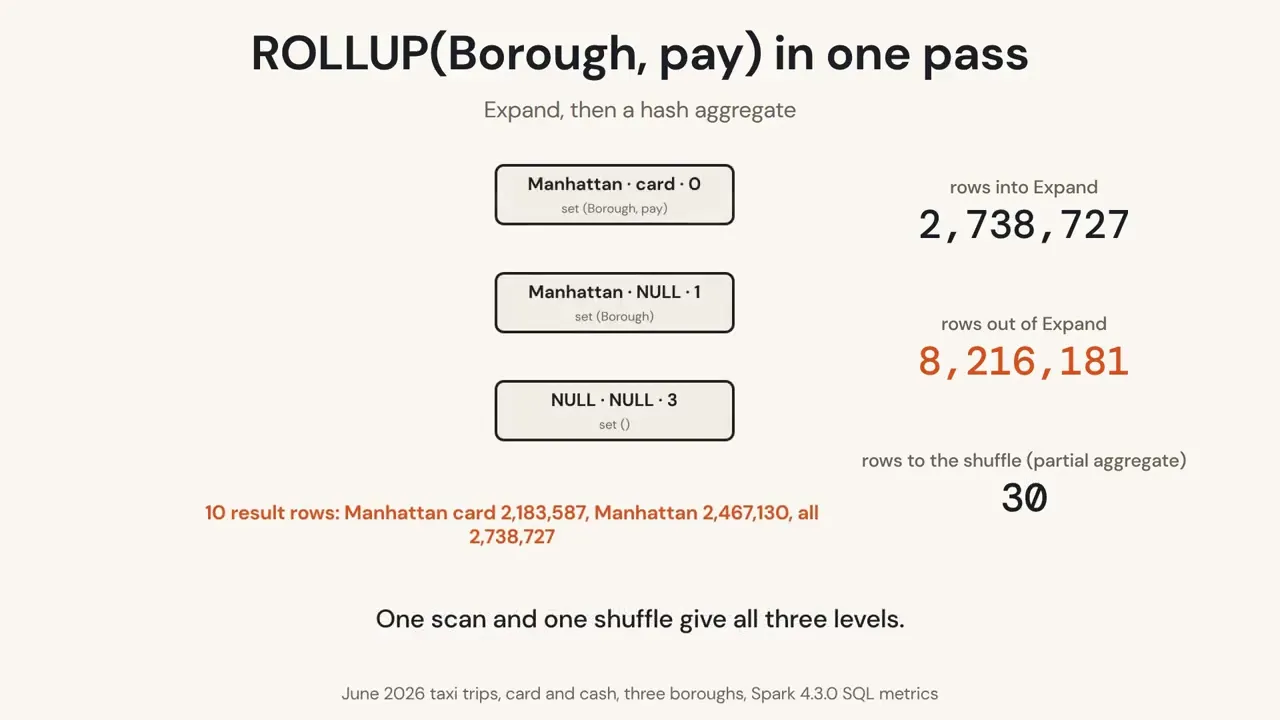 ROLLUP(Borough, pay) in one pass
Expand, then a hash aggregate
Manhattan · card · 0
set (Borough, pay)
Manhattan · NULL · 1
set (Borough)
NULL · NULL · 3
set ()
rows into Expand
2,738,727
rows out of Expand
8,216,181
rows to the shuffle (partial aggregate)
30
10 result rows: Manhattan card 2,183,587, Manhattan 2,467,130, all
2,738,727
One scan and one shuffle give all three levels.
June 2026 taxi trips, card and cash, three boroughs, Spark 4.3.0 SQL metrics